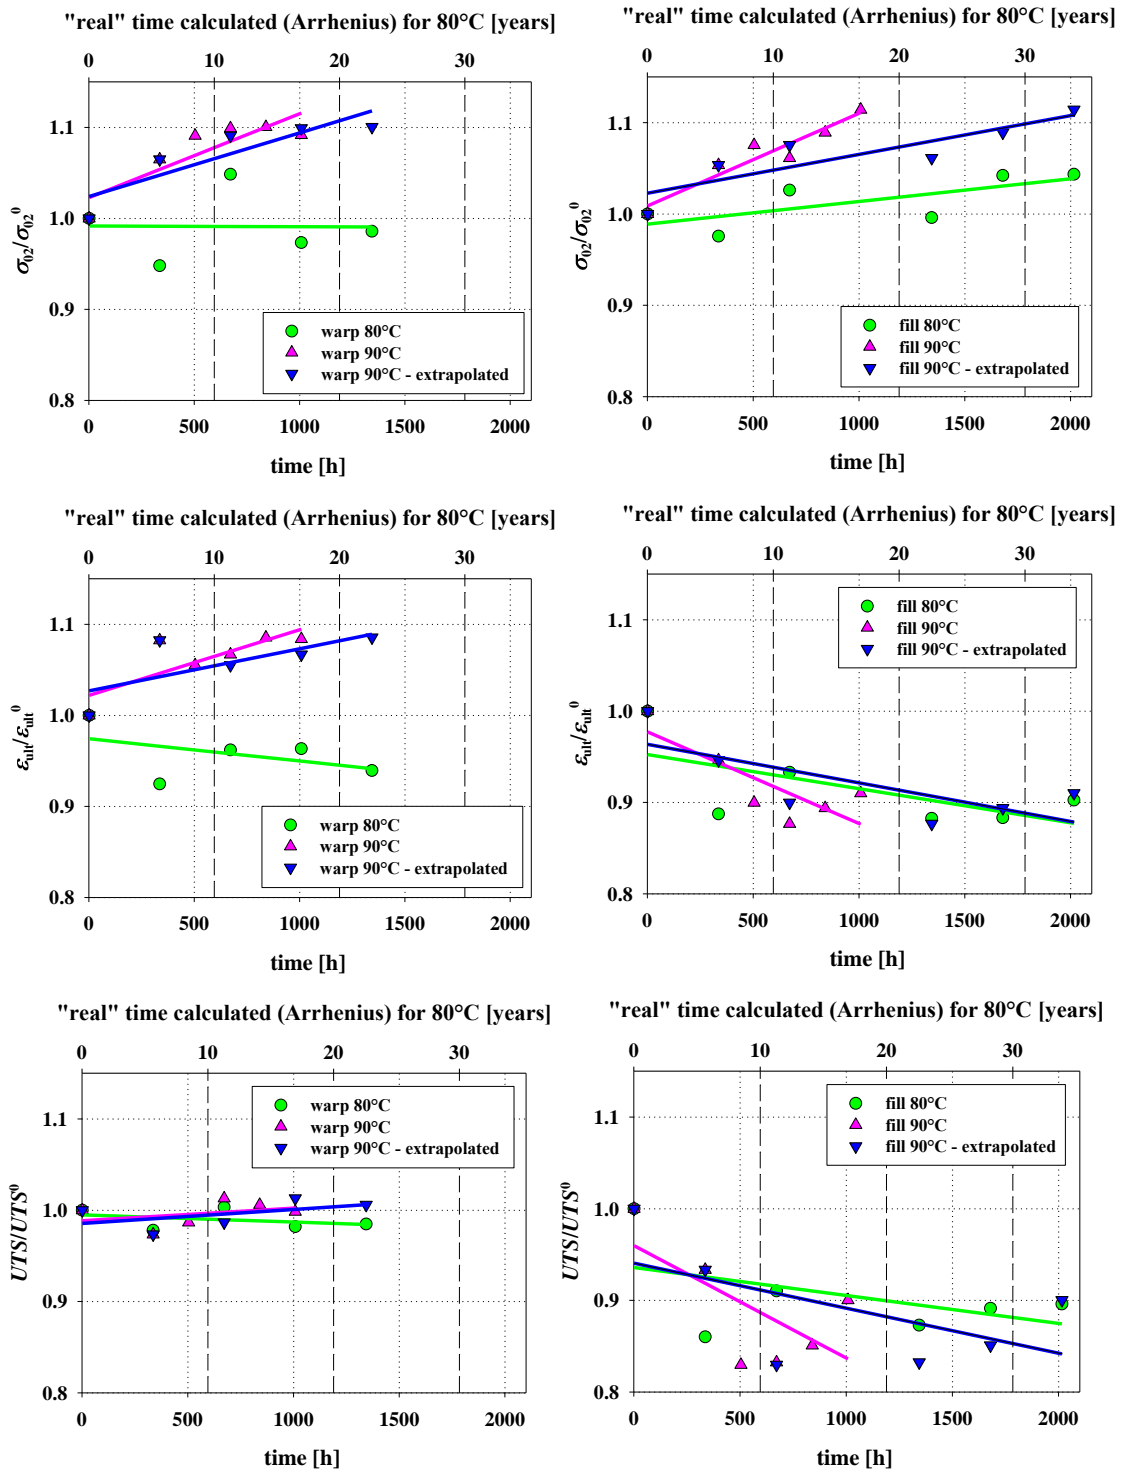 "real" time calculated (Arrhenius) for 80°C [years]
0 10 20 30
1.1
1.0
0.9
0.8
σ02/σ02⁰
warp 80°C
warp 90°C
warp 90°C - extrapolated
0 500 1000 1500 2000
time [h]
"real" time calculated (Arrhenius) for 80°C [years]
0 10 20 30
1.1
1.0
0.9
0.8
σ02/σ02⁰
fill 80°C
fill 90°C
fill 90°C - extrapolated
0 500 1000 1500 2000
time [h]
"real" time calculated (Arrhenius) for 80°C [years]
0 10 20 30
1.1
1.0
0.9
0.8
εult/εult⁰
warp 80°C
warp 90°C
warp 90°C - extrapolated
0 500 1000 1500 2000
time [h]
"real" time calculated (Arrhenius) for 80°C [years]
0 10 20 30
fill 80°C
fill 90°C
fill 90°C - extrapolated
1.1
1.0
0.9
0.8
εult/εult⁰
0 500 1000 1500 2000
time [h]
"real" time calculated (Arrhenius) for 80°C [years]
0 10 20 30
warp 80°C
warp 90°C
warp 90°C - extrapolated
1.1
1.0
0.9
0.8
UTS/UTS⁰
0 500 1000 1500 2000
time [h]
"real" time calculated (Arrhenius) for 80°C [years]
0 10 20 30
fill 80°C
fill 90°C
fill 90°C - extrapolated
1.1
1.0
0.9
0.8
UTS/UTS⁰
0 500 1000 1500 2000
time [h]